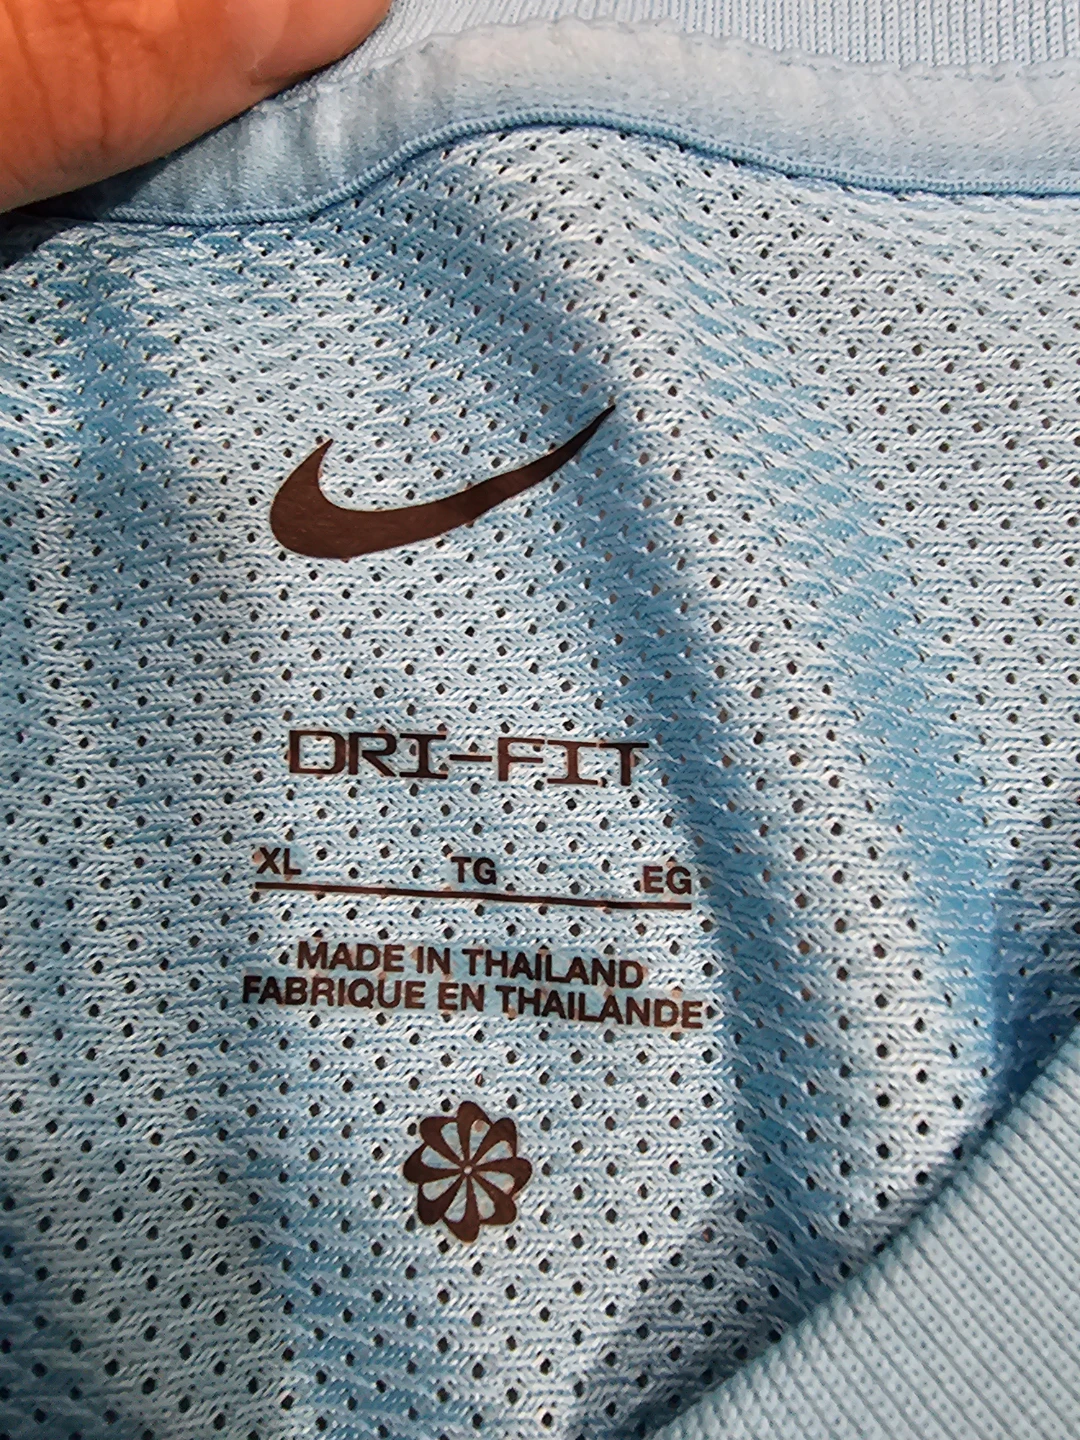 DRI-FIT
XL TG EG
MADE IN THAILAND
FABRIQUE EN THAILANDE